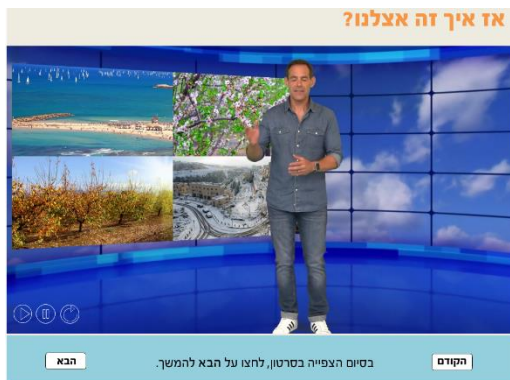 אז איך זה אצלנו?
הקודם
בסיום הצפייה בסרטון, לחצו על הבא להמשך.
הבא